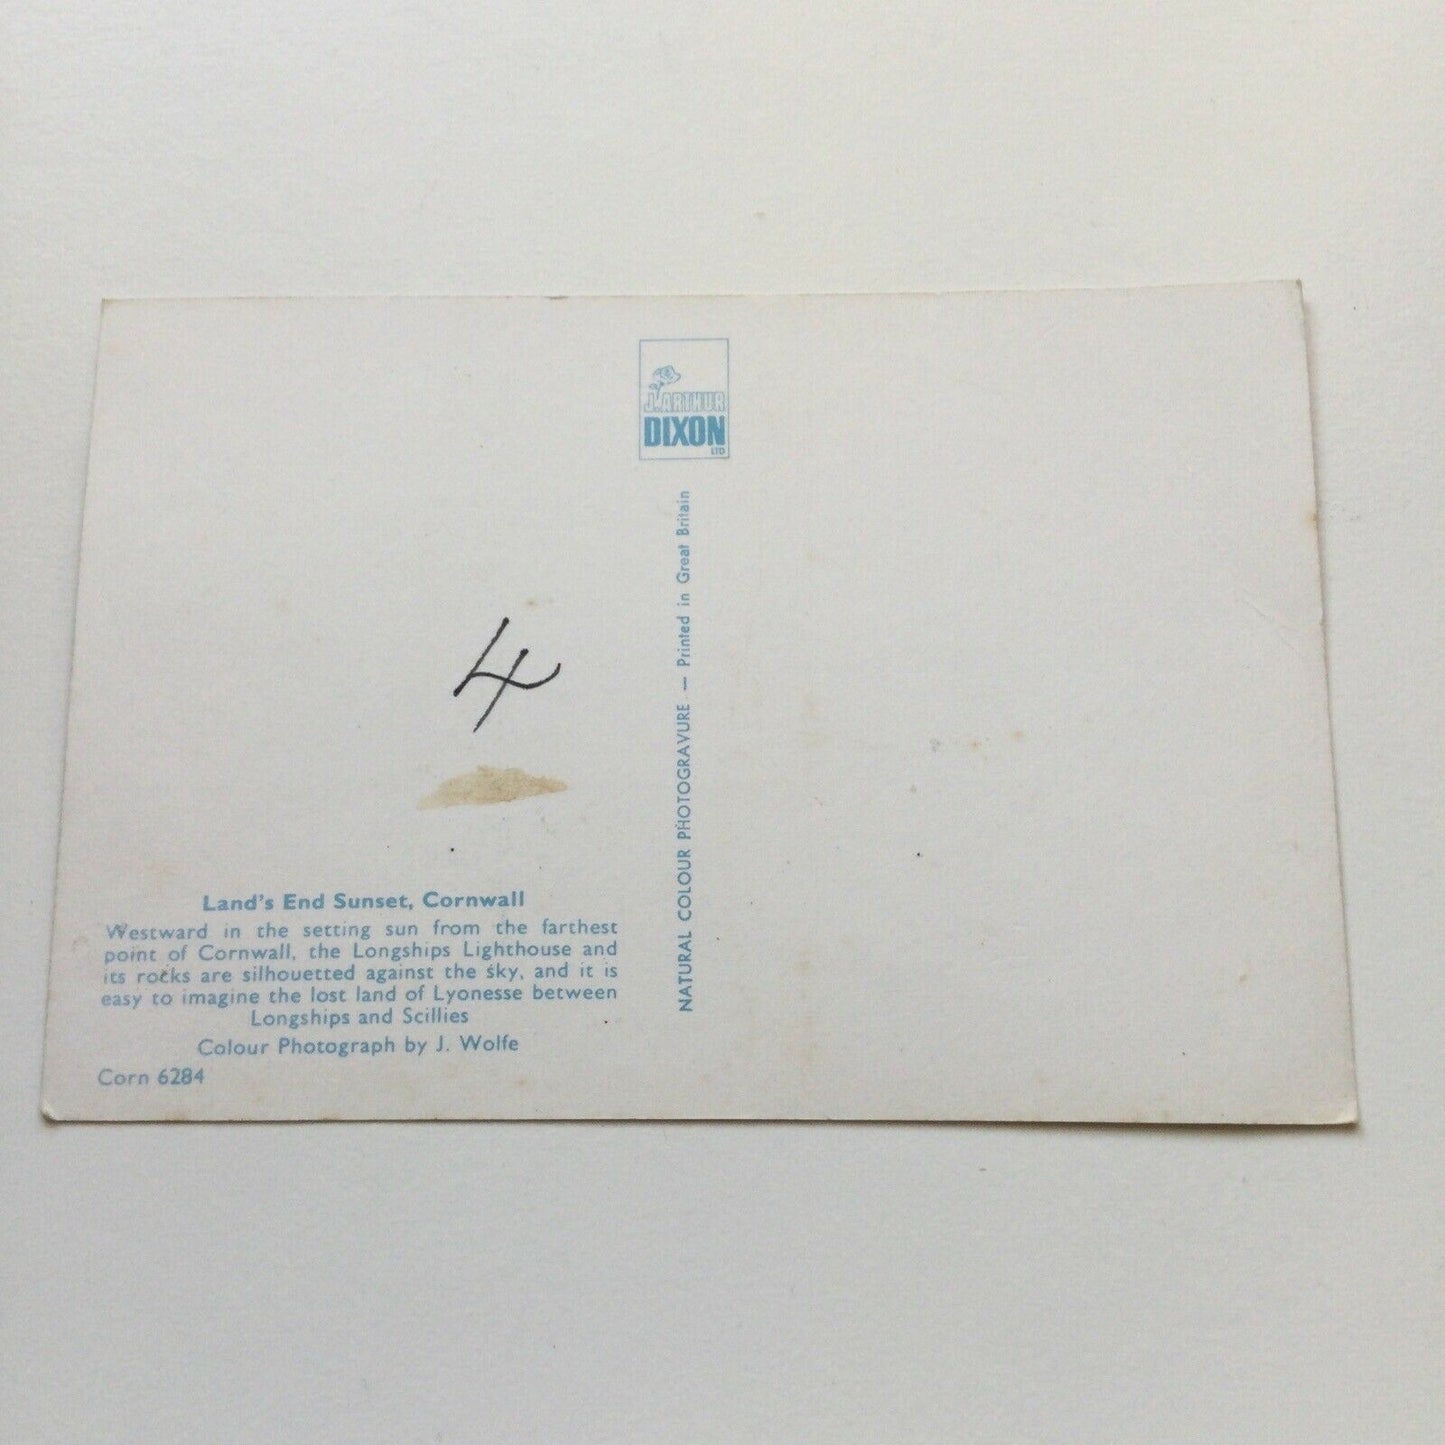 J. ARTHUR
DIXON
LTD
NATURAL COLOUR PHOTOGRAVURE — Printed in Great Britain
4
Land's End Sunset, Cornwall
Westward in the setting sun from the farthest
point of Cornwall, the Longships Lighthouse and
its rocks are silhouetted against the sky, and it is
easy to imagine the lost land of Lyonesse between
Longships and Scillies
Colour Photograph by J. Wolfe
Corn 6284